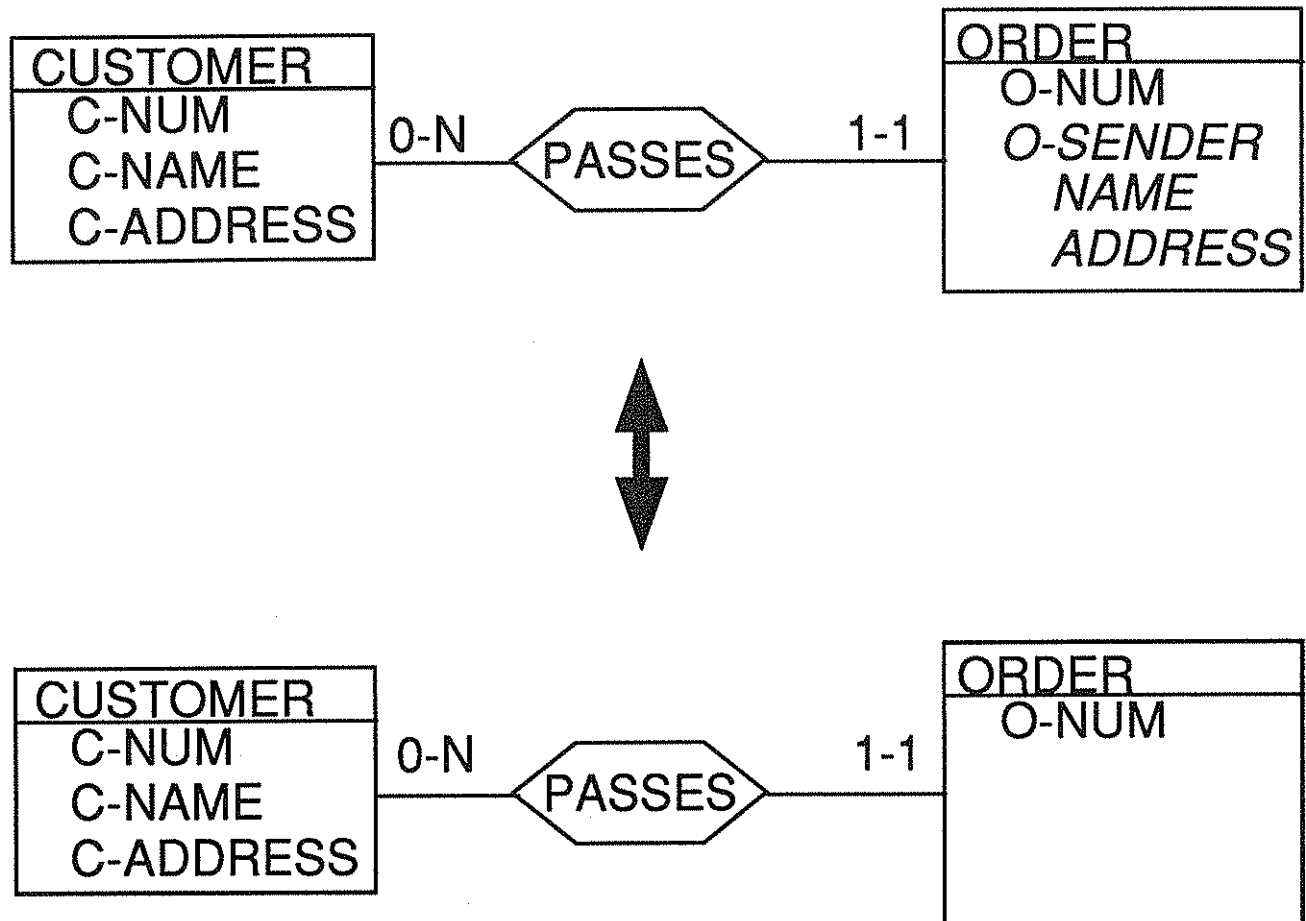 CUSTOMER
C-NUM
C-NAME
C-ADDRESS
0-N
PASSES
1-1
ORDER
O-NUM
O-SENDER
NAME
ADDRESS
CUSTOMER
C-NUM
C-NAME
C-ADDRESS
0-N
PASSES
1-1
ORDER
O-NUM